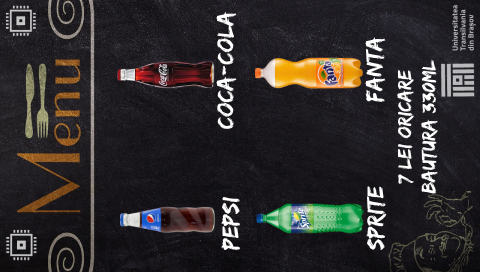 Menu
COCA-COLA
Coca-Cola
FANTA
Fanta
PEPSI
pepsi
SPRITE
Sprite
7 LEI ORICARE
BAUTURA 330ML
Universitatea
Transilvania
din Brașov